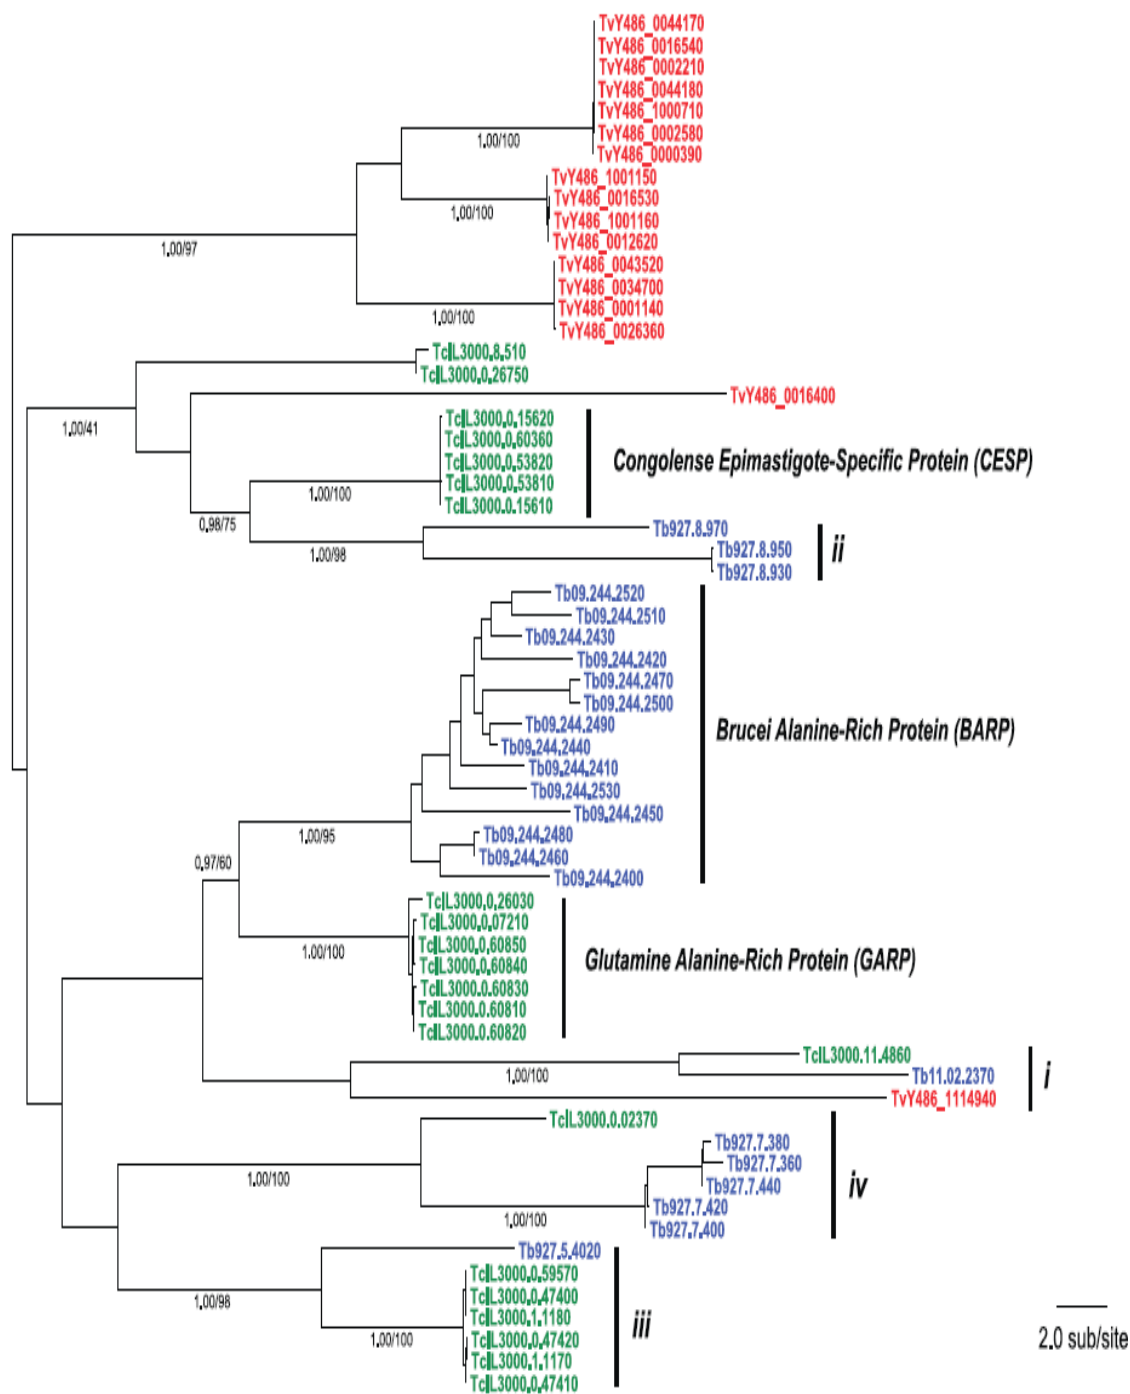 TvY486_0044170
TvY486_0016540
TvY486_0002210
TvY486_0044180
TvY486_1000710
TvY486_0002580
1.00/100
TvY486_0000390
TvY486_1001150
TvY486_0016530
1.00/100
TvY486_1001160
TvY486_0012620
1.00/97
TvY486_0043520
TvY486_0034700
TvY486_0001140
1.00/100
TvY486_0026360
TcIL3000.8.510
TcIL3000.0.26750
TvY486_0016400
1.00/41
TcIL3000.0.15620
TcIL3000.0.60360
TcIL3000.0.53820
Congolense Epimastigote-Specific Protein (CESP)
TcIL3000.0.53810
1.00/100
TcIL3000.0.15610
0.98/75
Tb927.8.970
Tb927.8.950
ii
1.00/98
Tb927.8.930
Tb09.244.2520
Tb09.244.2510
Tb09.244.2430
Tb09.244.2420
Tb09.244.2470
Tb09.244.2500
Tb09.244.2490
Brucei Alanine-Rich Protein (BARP)
Tb09.244.2440
Tb09.244.2410
Tb09.244.2530
Tb09.244.2450
1.00/95
Tb09.244.2480
Tb09.244.2460
0.97/60
Tb09.244.2400
TcIL3000.0.26030
TcIL3000.0.07210
TcIL3000.0.60850
1.00/100
TcIL3000.0.60840
Glutamine Alanine-Rich Protein (GARP)
TcIL3000.0.60830
TcIL3000.0.60810
TcIL3000.0.60820
TcIL3000.11.4860
1.00/100
Tb11.02.2370
i
TvY486_1114940
TcIL3000.0.02370
Tb927.7.380
Tb927.7.360
1.00/100
Tb927.7.440
iv
Tb927.7.420
1.00/100
Tb927.7.400
Tb927.5.4020
TcIL3000.0.59570
TcIL3000.0.47400
1.00/98
TcIL3000.1.1180
iii
1.00/100
TcIL3000.0.47420
TcIL3000.1.1170
TcIL3000.0.47410
2.0 sub/site